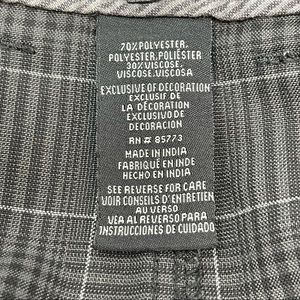 70% POLYESTER,
POLYESTER, POLIÉSTER
30% VISCOSE,
VISCOSE, VISCOSA
EXCLUSIVE OF DECORATION
EXCLUSIF DE
LA DÉCORATION
EXCLUSIVO DE
DECORACIÓN
RN # 85773
MADE IN INDIA
FABRIQUÉ EN INDE
HECHO EN INDIA
SEE REVERSE FOR CARE
VOIR CONSEILS D'ENTRETIEN
AU VERSO
VEA AL REVERSO PARA
INSTRUCCIONES DE CUIDADO